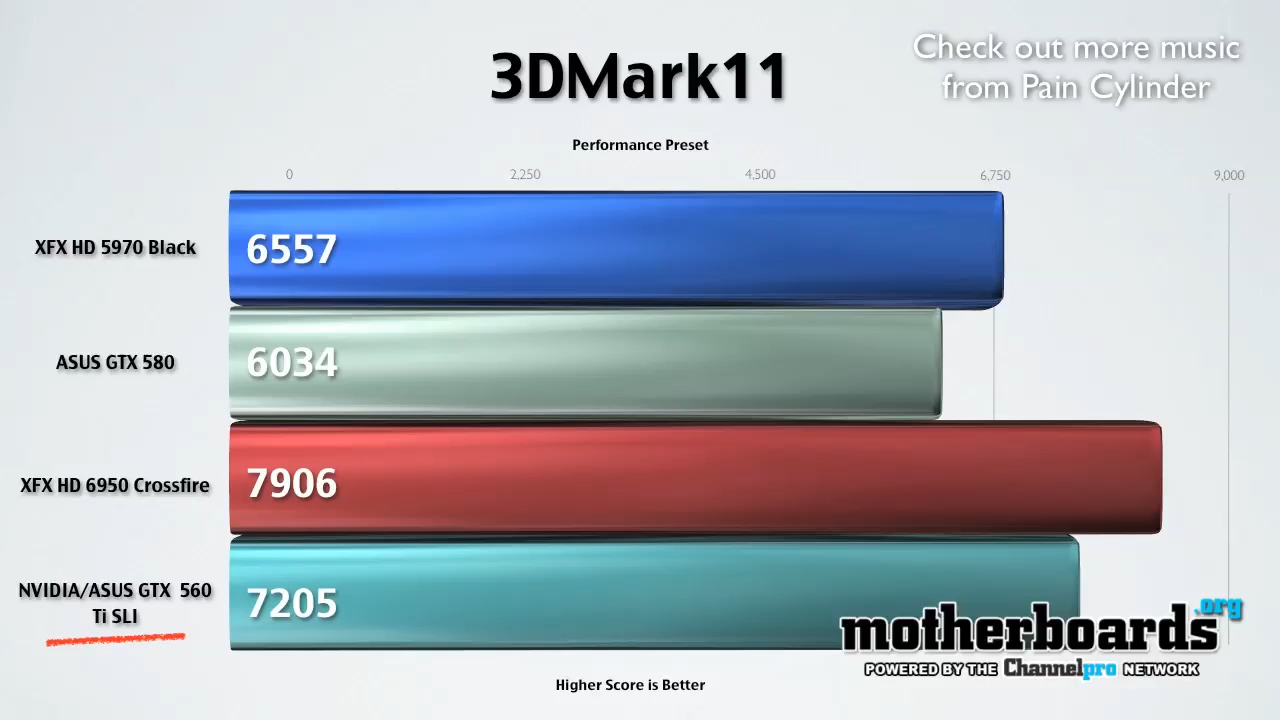 3DMark11
Check out more music
from Pain Cylinder
Performance Preset
0 2,250 4,500 6,750 9,000
XFX HD 5970 Black 6557
ASUS GTX 580 6034
XFX HD 6950 Crossfire 7906
NVIDIA/ASUS GTX 560
Ti SLI
7205
motherboards.org
POWERED BY THE Channelpro NETWORK
Higher Score is Better